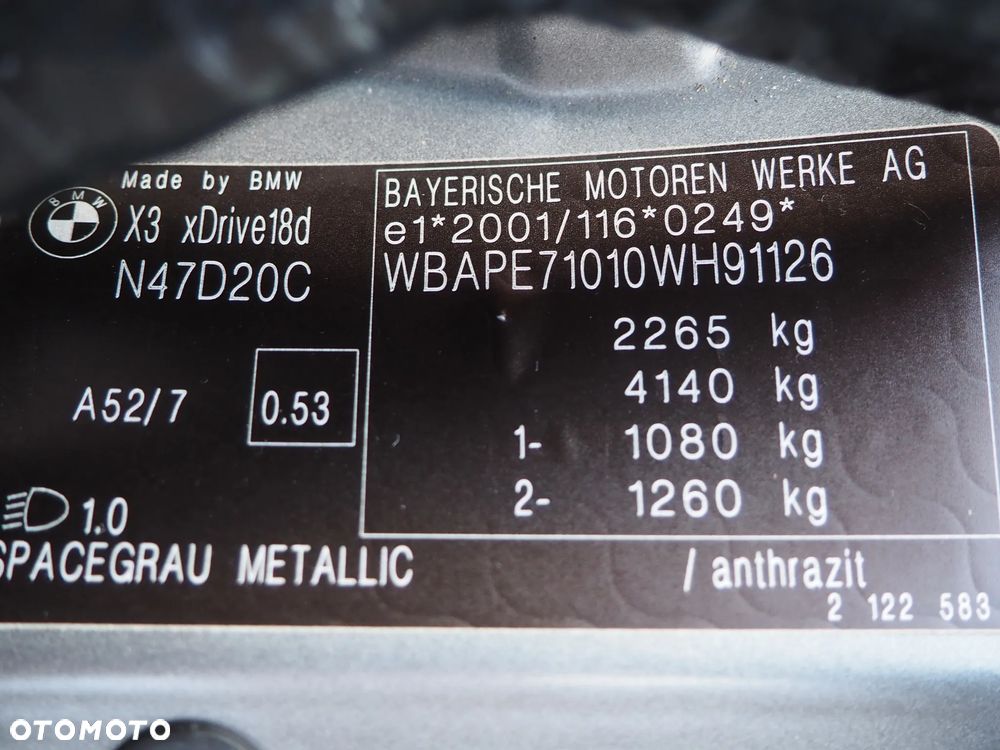 Made by BMW
BMW
X3 xDrive18d
N47D20C
A52/7
0.53
1.0
SPACEGRAU METALLIC
/ anthrazit
2 122 583
BAYERISCHE MOTOREN WERKE AG
e1*2001/116*0249*
WBAPE71010WH91126
2265 kg
4140 kg
1- 1080 kg
2- 1260 kg
OTOMOTO